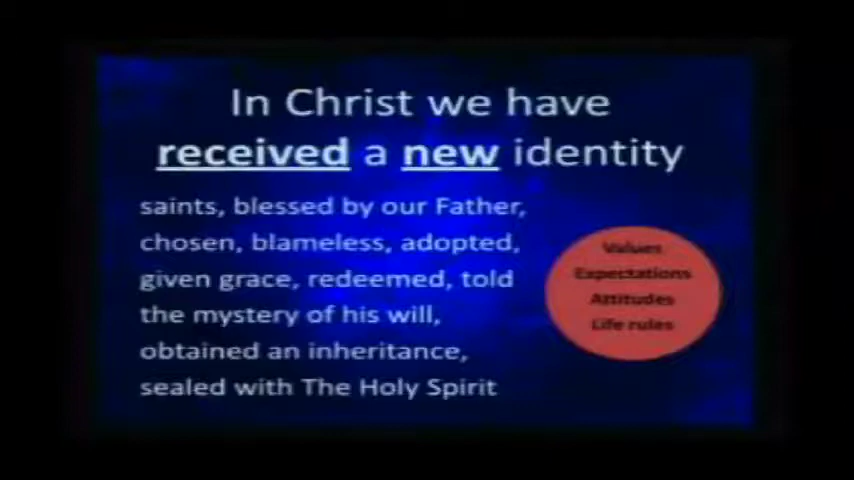 In Christ we have
received a new identity
saints, blessed by our Father,
chosen, blameless, adopted,
given grace, redeemed, told
the mystery of his will,
obtained an inheritance,
sealed with The Holy Spirit
Values
Expectations
Attitudes
Life rules